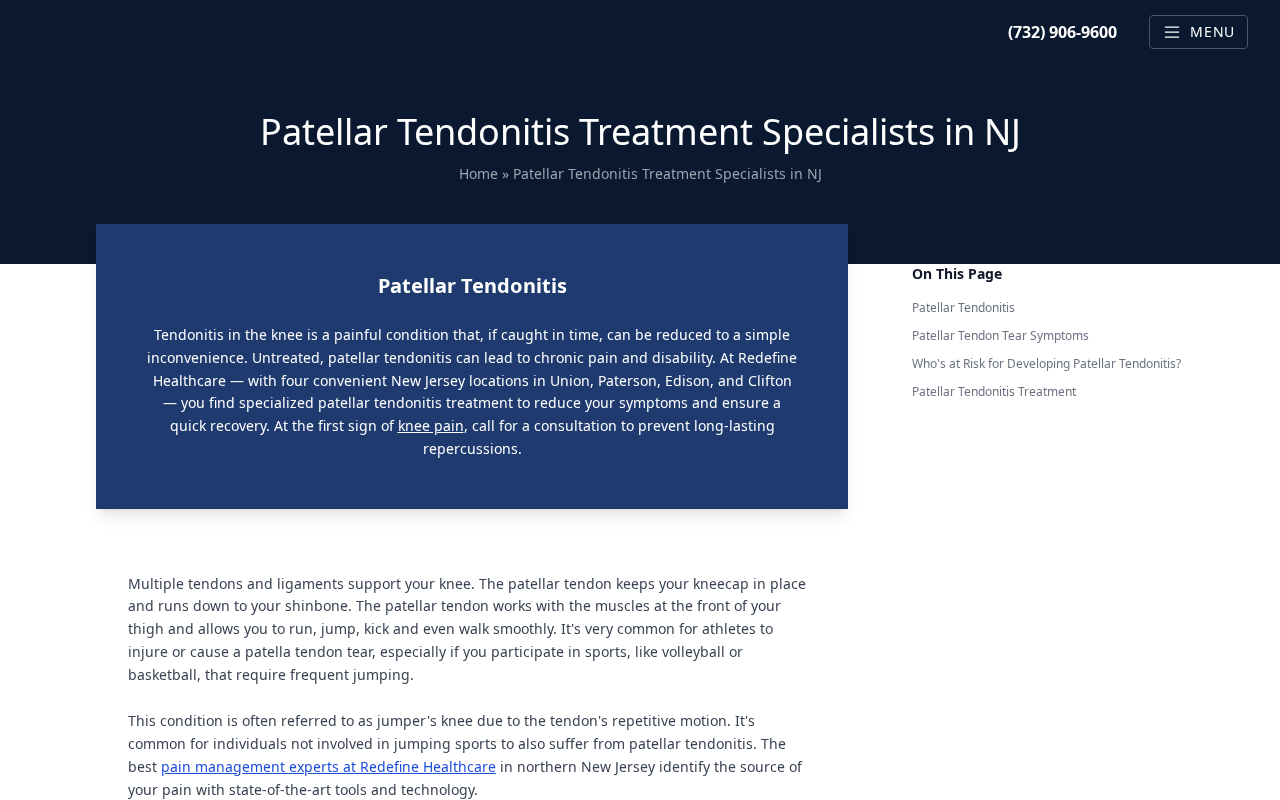 (732) 906-9600
MENU
Patellar Tendonitis Treatment Specialists in NJ
Home » Patellar Tendonitis Treatment Specialists in NJ
Patellar Tendonitis
Tendonitis in the knee is a painful condition that, if caught in time, can be reduced to a simple
inconvenience. Untreated, patellar tendonitis can lead to chronic pain and disability. At Redefine
Healthcare — with four convenient New Jersey locations in Union, Paterson, Edison, and Clifton
— you find specialized patellar tendonitis treatment to reduce your symptoms and ensure a
quick recovery. At the first sign of knee pain, call for a consultation to prevent long-lasting
repercussions.
On This Page
Patellar Tendonitis
Patellar Tendon Tear Symptoms
Who's at Risk for Developing Patellar Tendonitis?
Patellar Tendonitis Treatment
Multiple tendons and ligaments support your knee. The patellar tendon keeps your kneecap in place
and runs down to your shinbone. The patellar tendon works with the muscles at the front of your
thigh and allows you to run, jump, kick and even walk smoothly. It's very common for athletes to
injure or cause a patella tendon tear, especially if you participate in sports, like volleyball or
basketball, that require frequent jumping.
This condition is often referred to as jumper's knee due to the tendon's repetitive motion. It's
common for individuals not involved in jumping sports to also suffer from patellar tendonitis. The
best pain management experts at Redefine Healthcare in northern New Jersey identify the source of
your pain with state-of-the-art tools and technology.